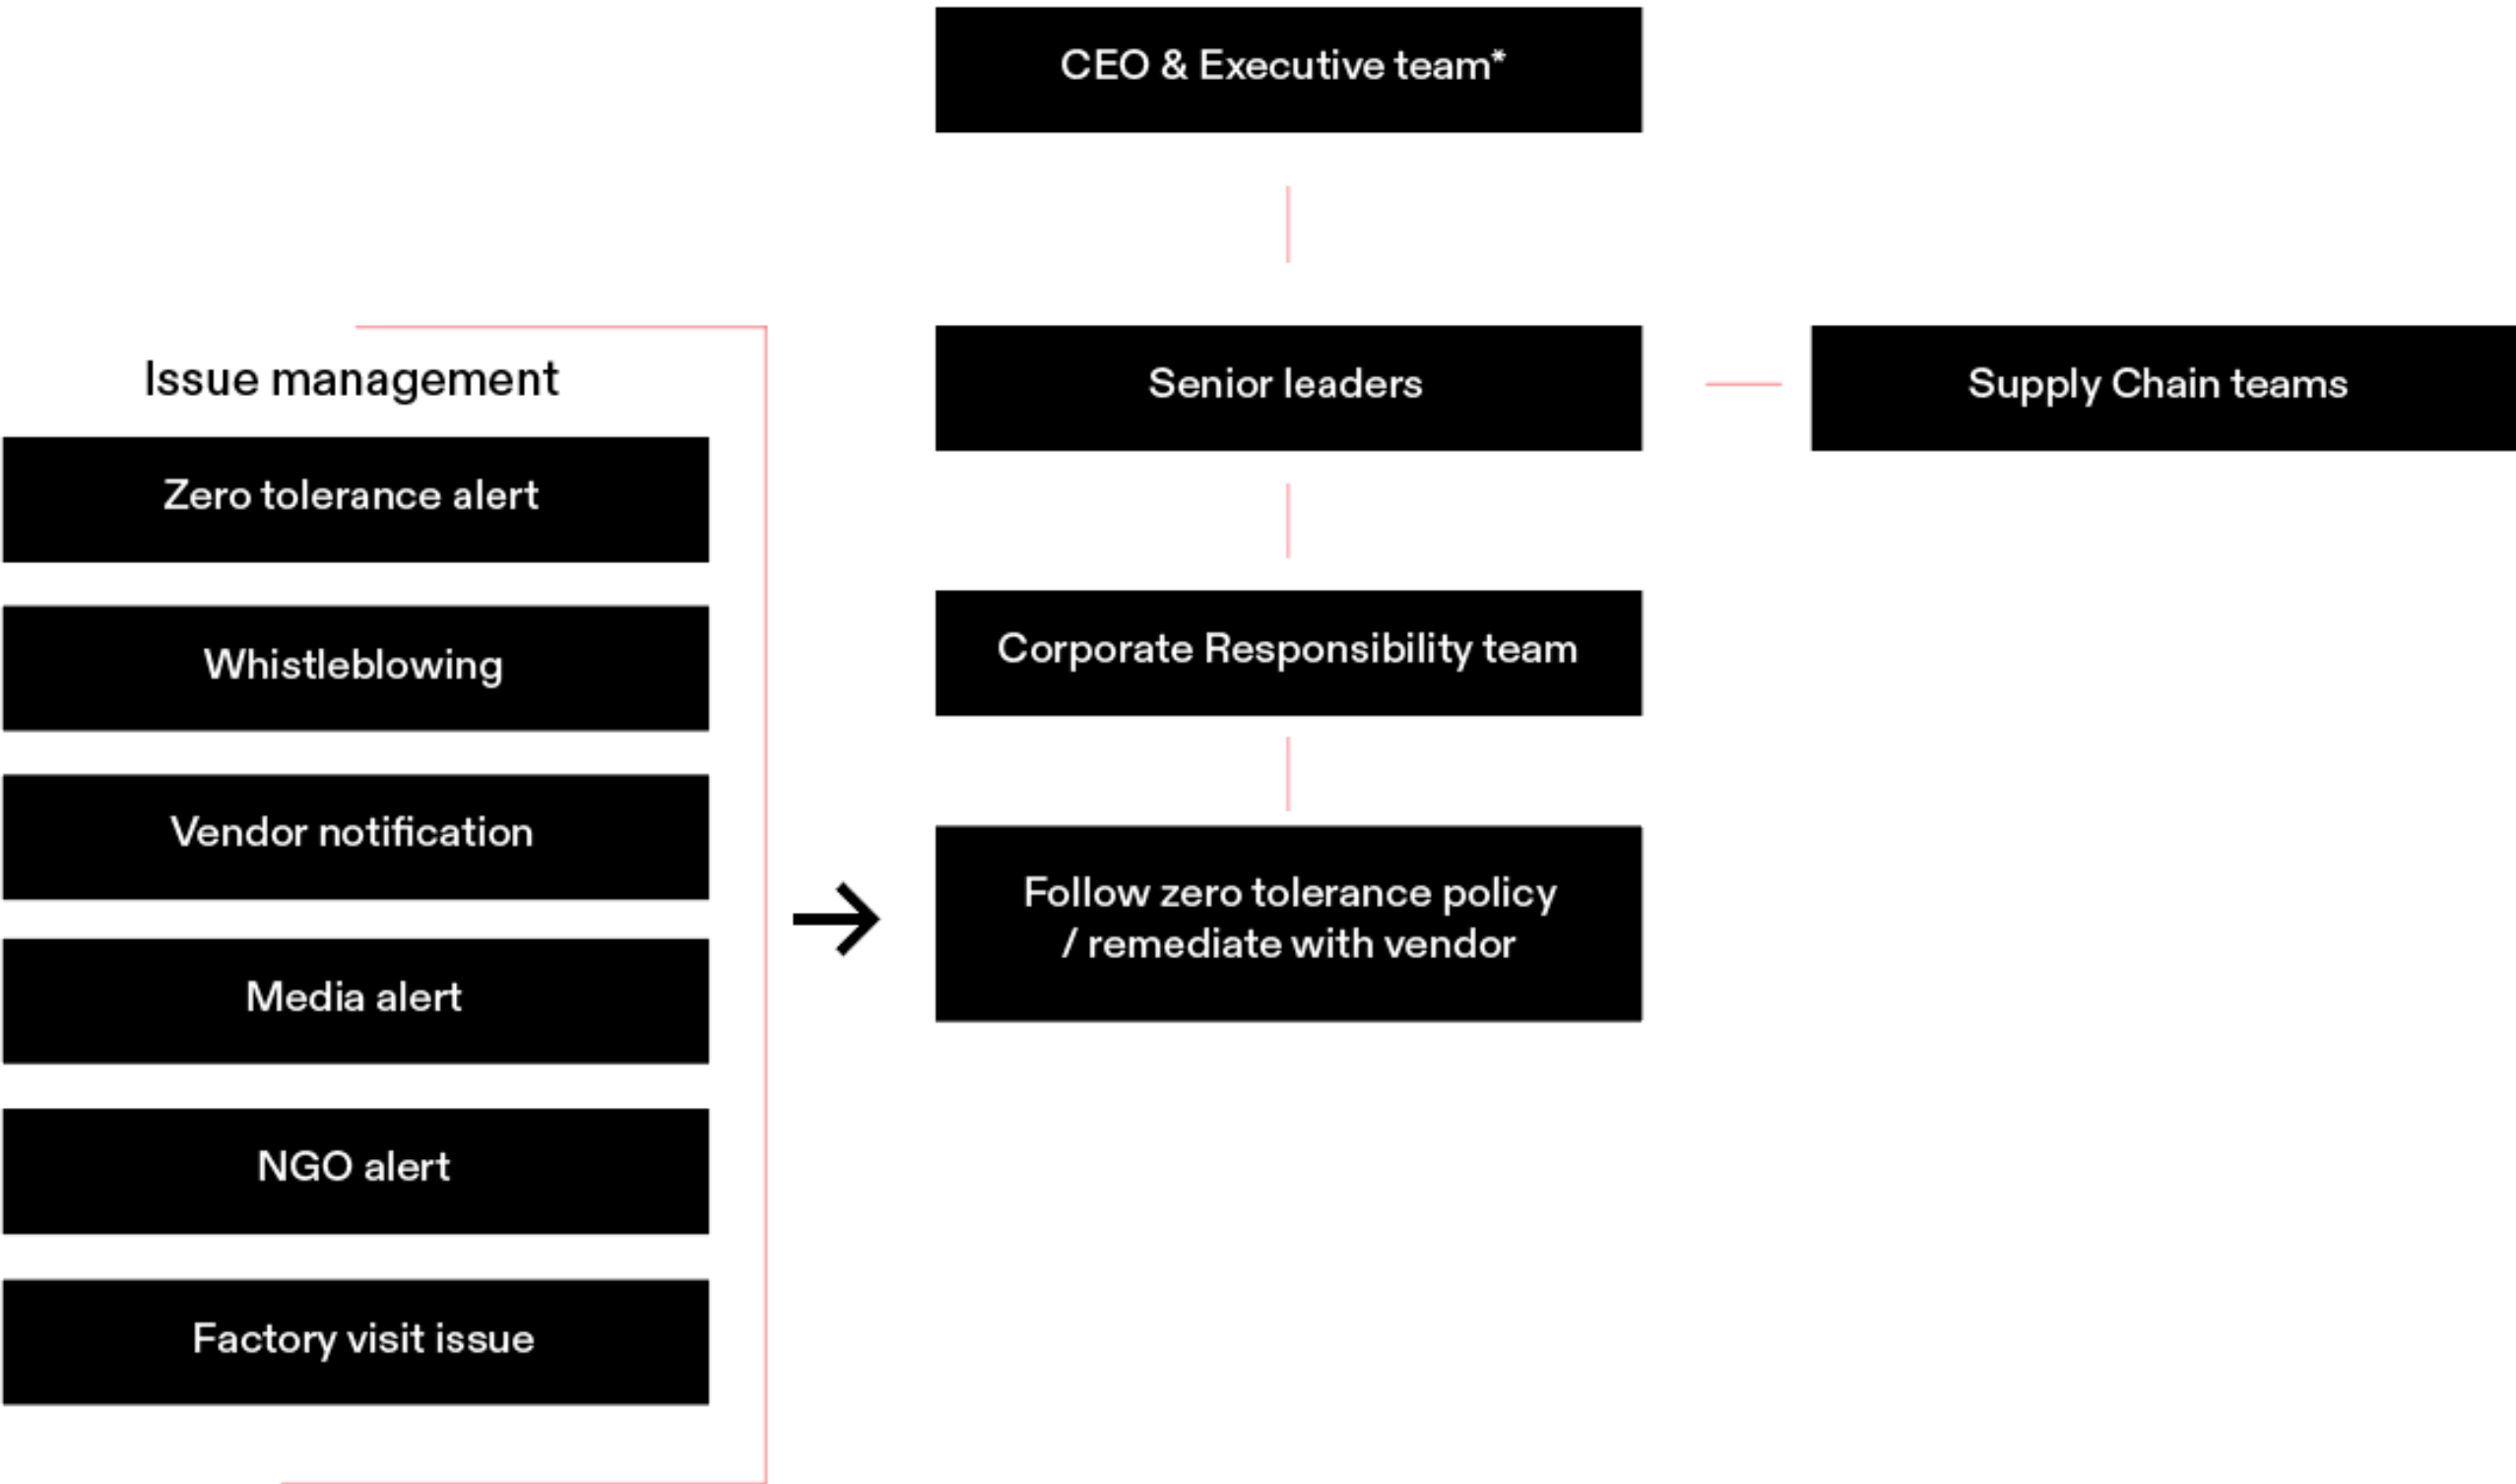 CEO & Executive team*
Senior leaders
Supply Chain teams
Issue management
Zero tolerance alert
Whistleblowing
Vendor notification
Media alert
NGO alert
Factory visit issue
Corporate Responsibility team
Follow zero tolerance policy
/ remediate with vendor